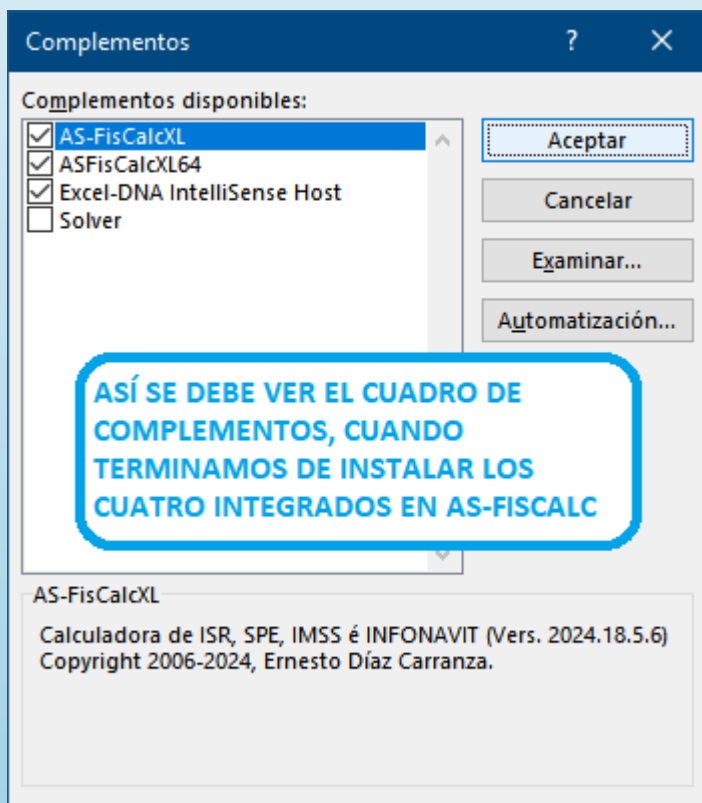 Complementos
?
Complementos disponibles:
AS-FisCalcXL
ASFisCalcXL64
Excel-DNA IntelliSense Host
Solver
Aceptar
Cancelar
Examinar...
Automatización...
ASÍ SE DEBE VER EL CUADRO DE
COMPLEMENTOS, CUANDO
TERMINAMOS DE INSTALAR LOS
CUATRO INTEGRADOS EN AS-FISCALC
AS-FisCalcXL
Calculadora de ISR, SPE, IMSS é INFONAVIT (Vers. 2024.18.5.6)
Copyright 2006-2024, Ernesto Díaz Carranza.